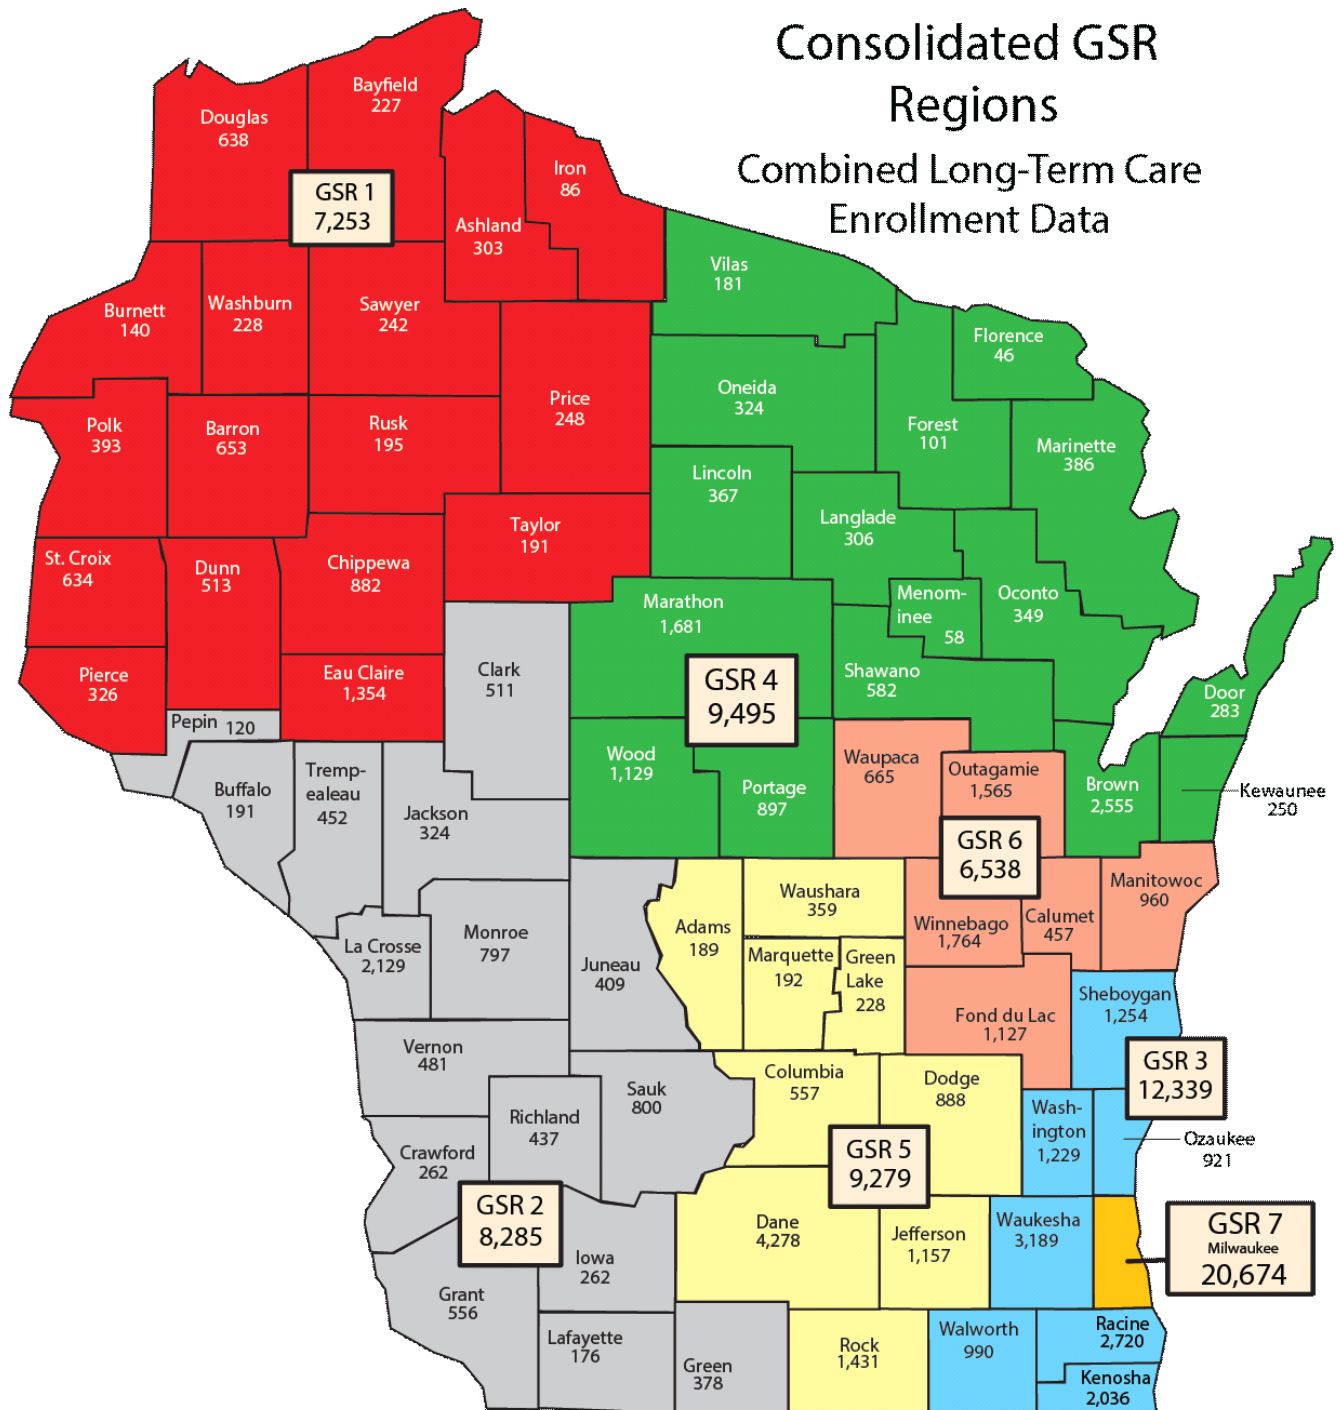 Consolidated GSR
Regions
Combined Long-Term Care
Enrollment Data
Bayfield
227
Douglas
638
GSR 1
7,253
Iron
86
Ashland
303
Burnett
140
Washburn
228
Sawyer
242
Price
248
Polk
393
Barron
653
Rusk
195
Taylor
191
St. Croix
634
Dunn
513
Chippewa
882
Pierce
326
Eau Claire
1,354
Vilas
181
Florence
46
Oneida
324
Forest
101
Marinette
386
Lincoln
367
Langlade
306
Menom-
inee
58
Oconto
349
Marathon
1,681
GSR 4
9,495
Shawano
582
Door
283
Wood
1,129
Portage
897
Brown
2,555
Kewaunee
250
Waupaca
665
Outagamie
1,565
GSR 6
6,538
Winnebago
1,764
Calumet
457
Manitowoc
960
Fond du Lac
1,127
Clark
511
Pepin 120
Buffalo
191
Tremp-
ealeau
452
Jackson
324
La Crosse
2,129
Monroe
797
Juneau
409
Vernon
481
Richland
437
Sauk
800
Crawford
262
GSR 2
8,285
Iowa
262
Grant
556
Lafayette
176
Green
378
Adams
189
Waushara
359
Marquette
192
Green
Lake
228
Columbia
557
Dodge
888
GSR 5
9,279
Dane
4,278
Jefferson
1,157
Rock
1,431
Sheboygan
1,254
GSR 3
12,339
Wash-
ington
1,229
Ozaukee
921
Waukesha
3,189
GSR 7
Milwaukee
20,674
Walworth
990
Racine
2,720
Kenosha
2,036